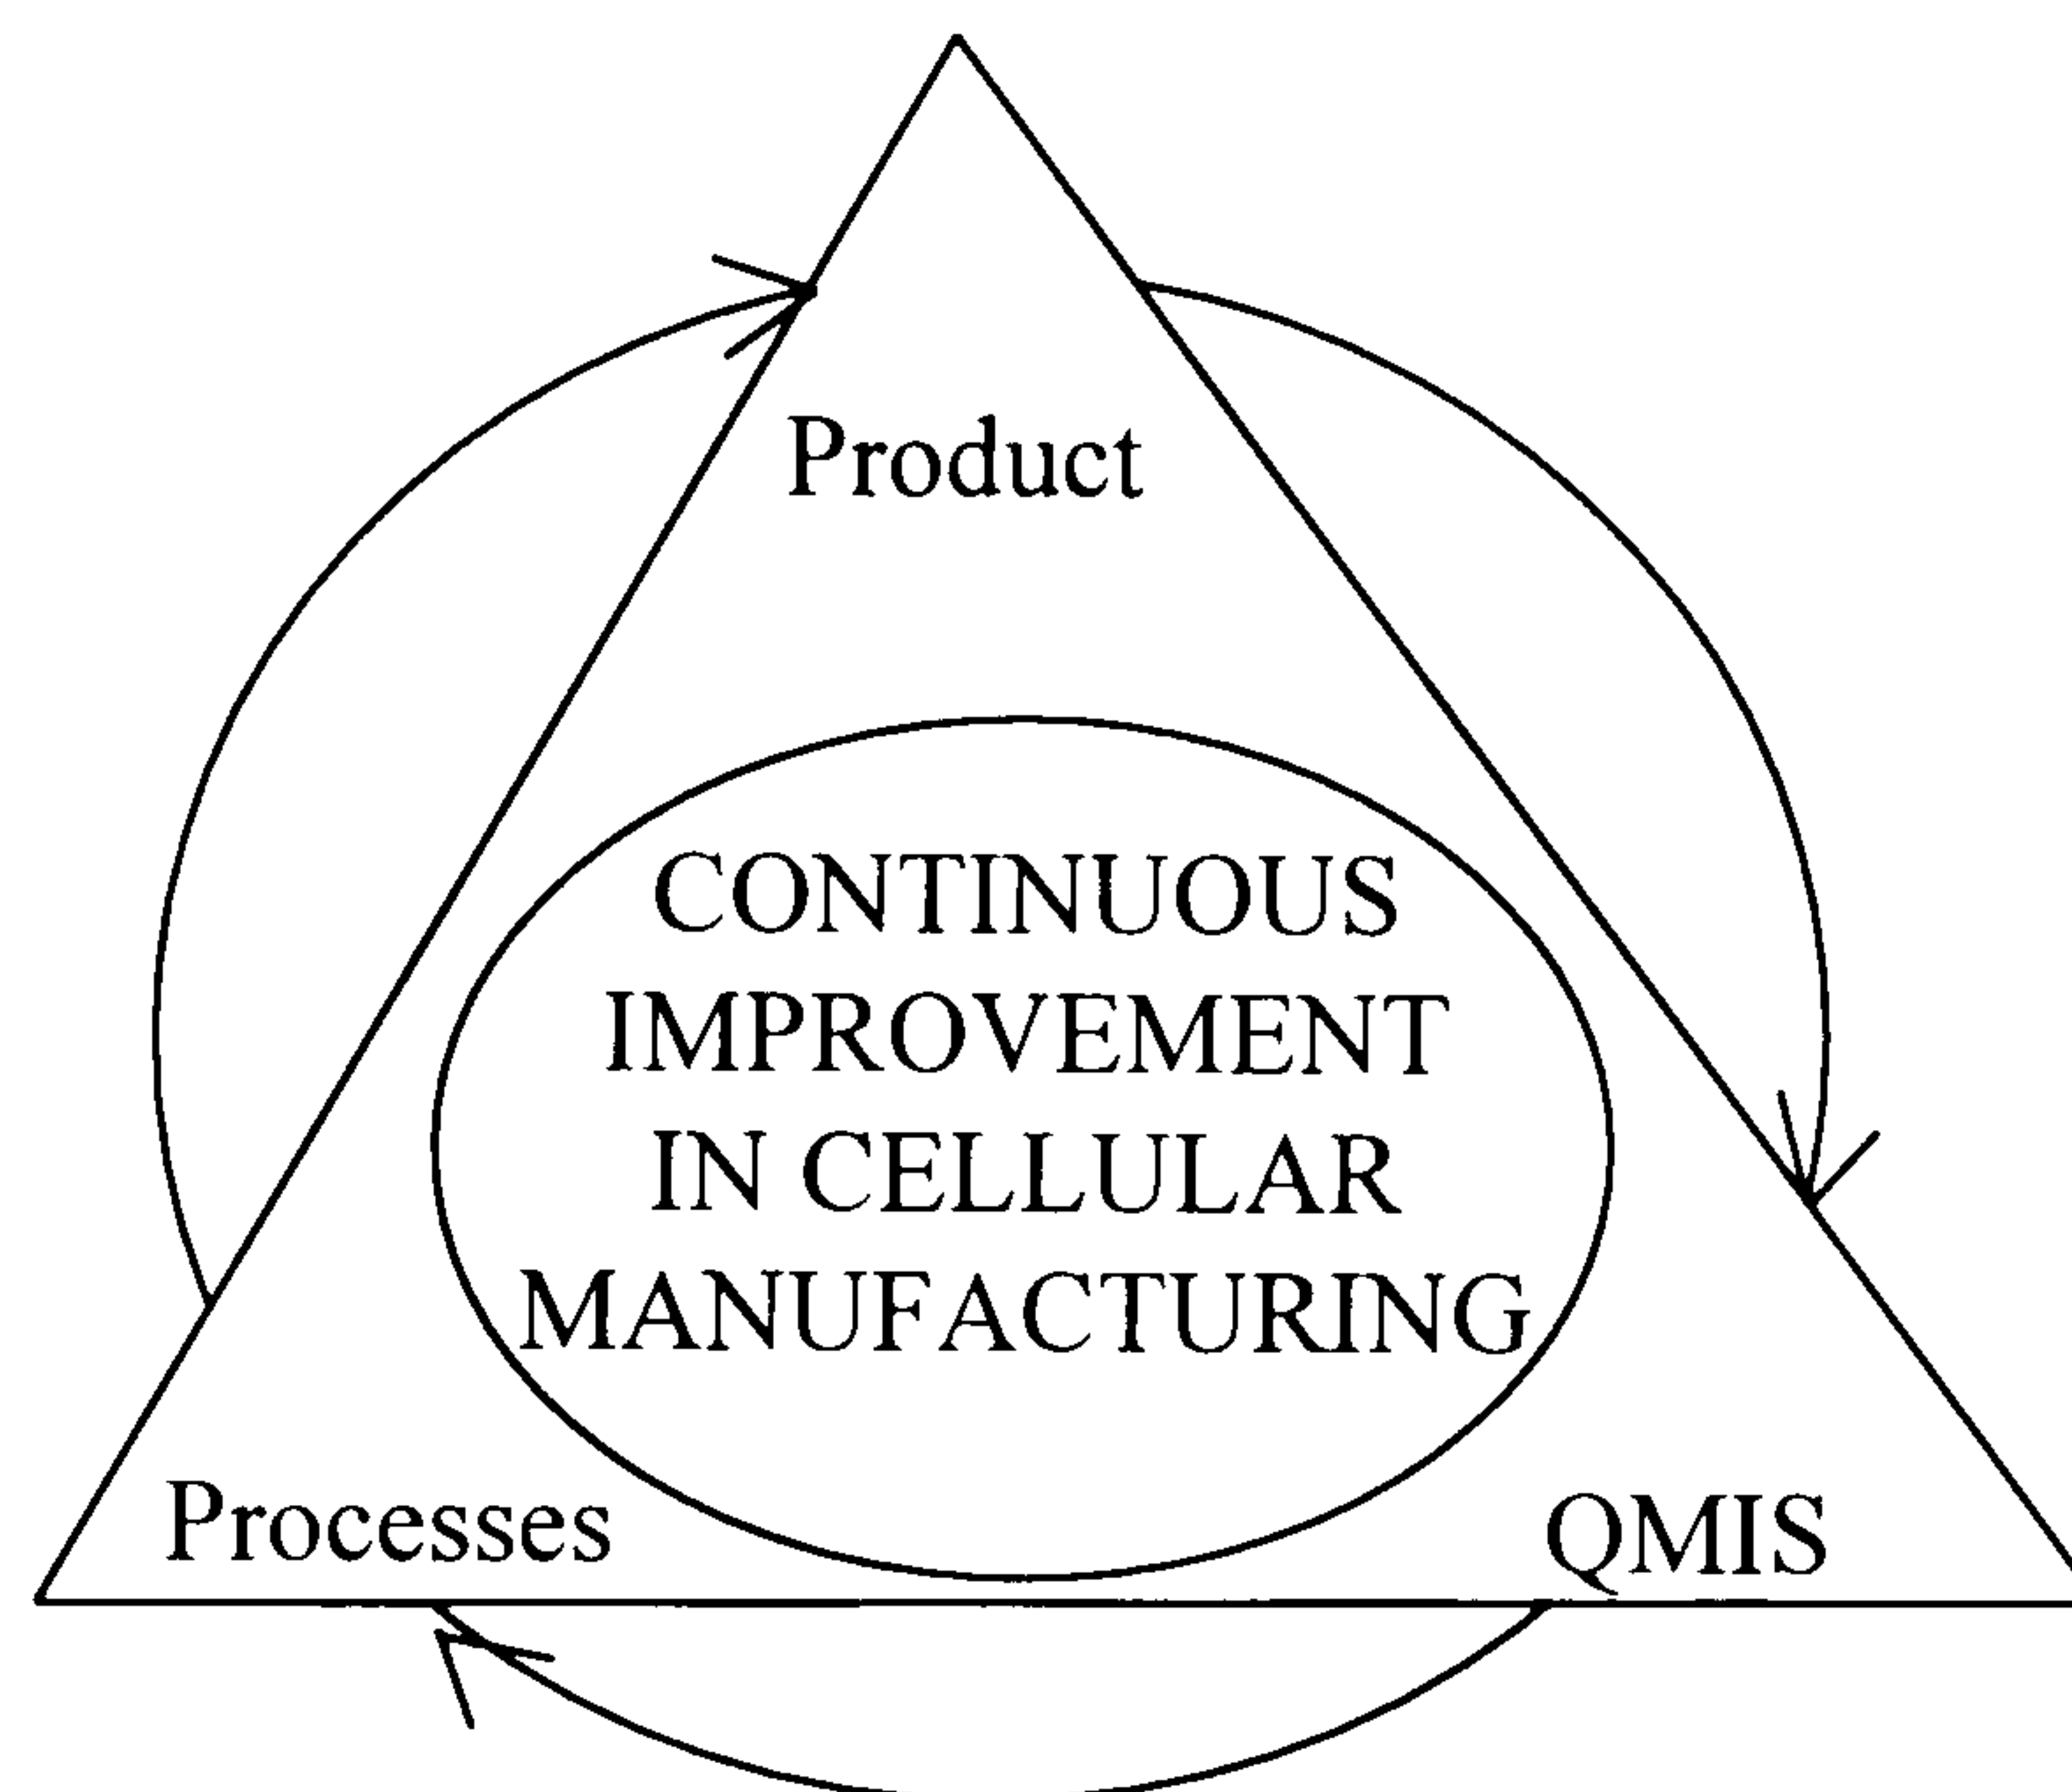 Product
CONTINUOUS
IMPROVEMENT
IN CELLULAR
MANUFACTURING
Processes
QMIS